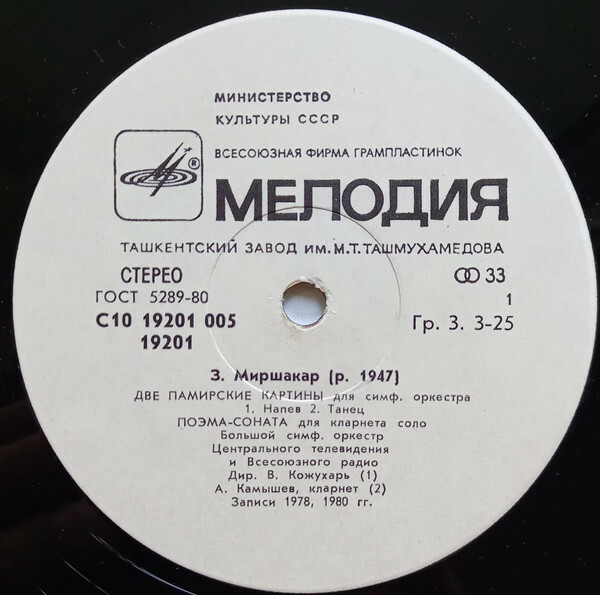 МИНИСТЕРСТВО
КУЛЬТУРЫ СССР
ВСЕСОЮЗНАЯ ФИРМА ГРАМПЛАСТИНОК
®
МЕЛОДИЯ
ТАШКЕНТСКИЙ ЗАВОД ИМ. М.Т. ТАШМУХАМЕДОВА
СТЕРЕО
33
ГОСТ 5289-80
1
С10 19201 005
Гр. 3. 3-25
19201
З. Миршакар (р. 1947)
ДВЕ ПАМИРСКИЕ КАРТИНЫ для симф. оркестра
1. Напев 2. Танец
ПОЭМА-СОНАТА для кларнета соло
Большой симф. оркестр
Центрального телевидения
и Всесоюзного радио
Дир. В. Кожухарь (1)
А. Камышев, кларнет (2)
Записи 1978, 1980 гг.